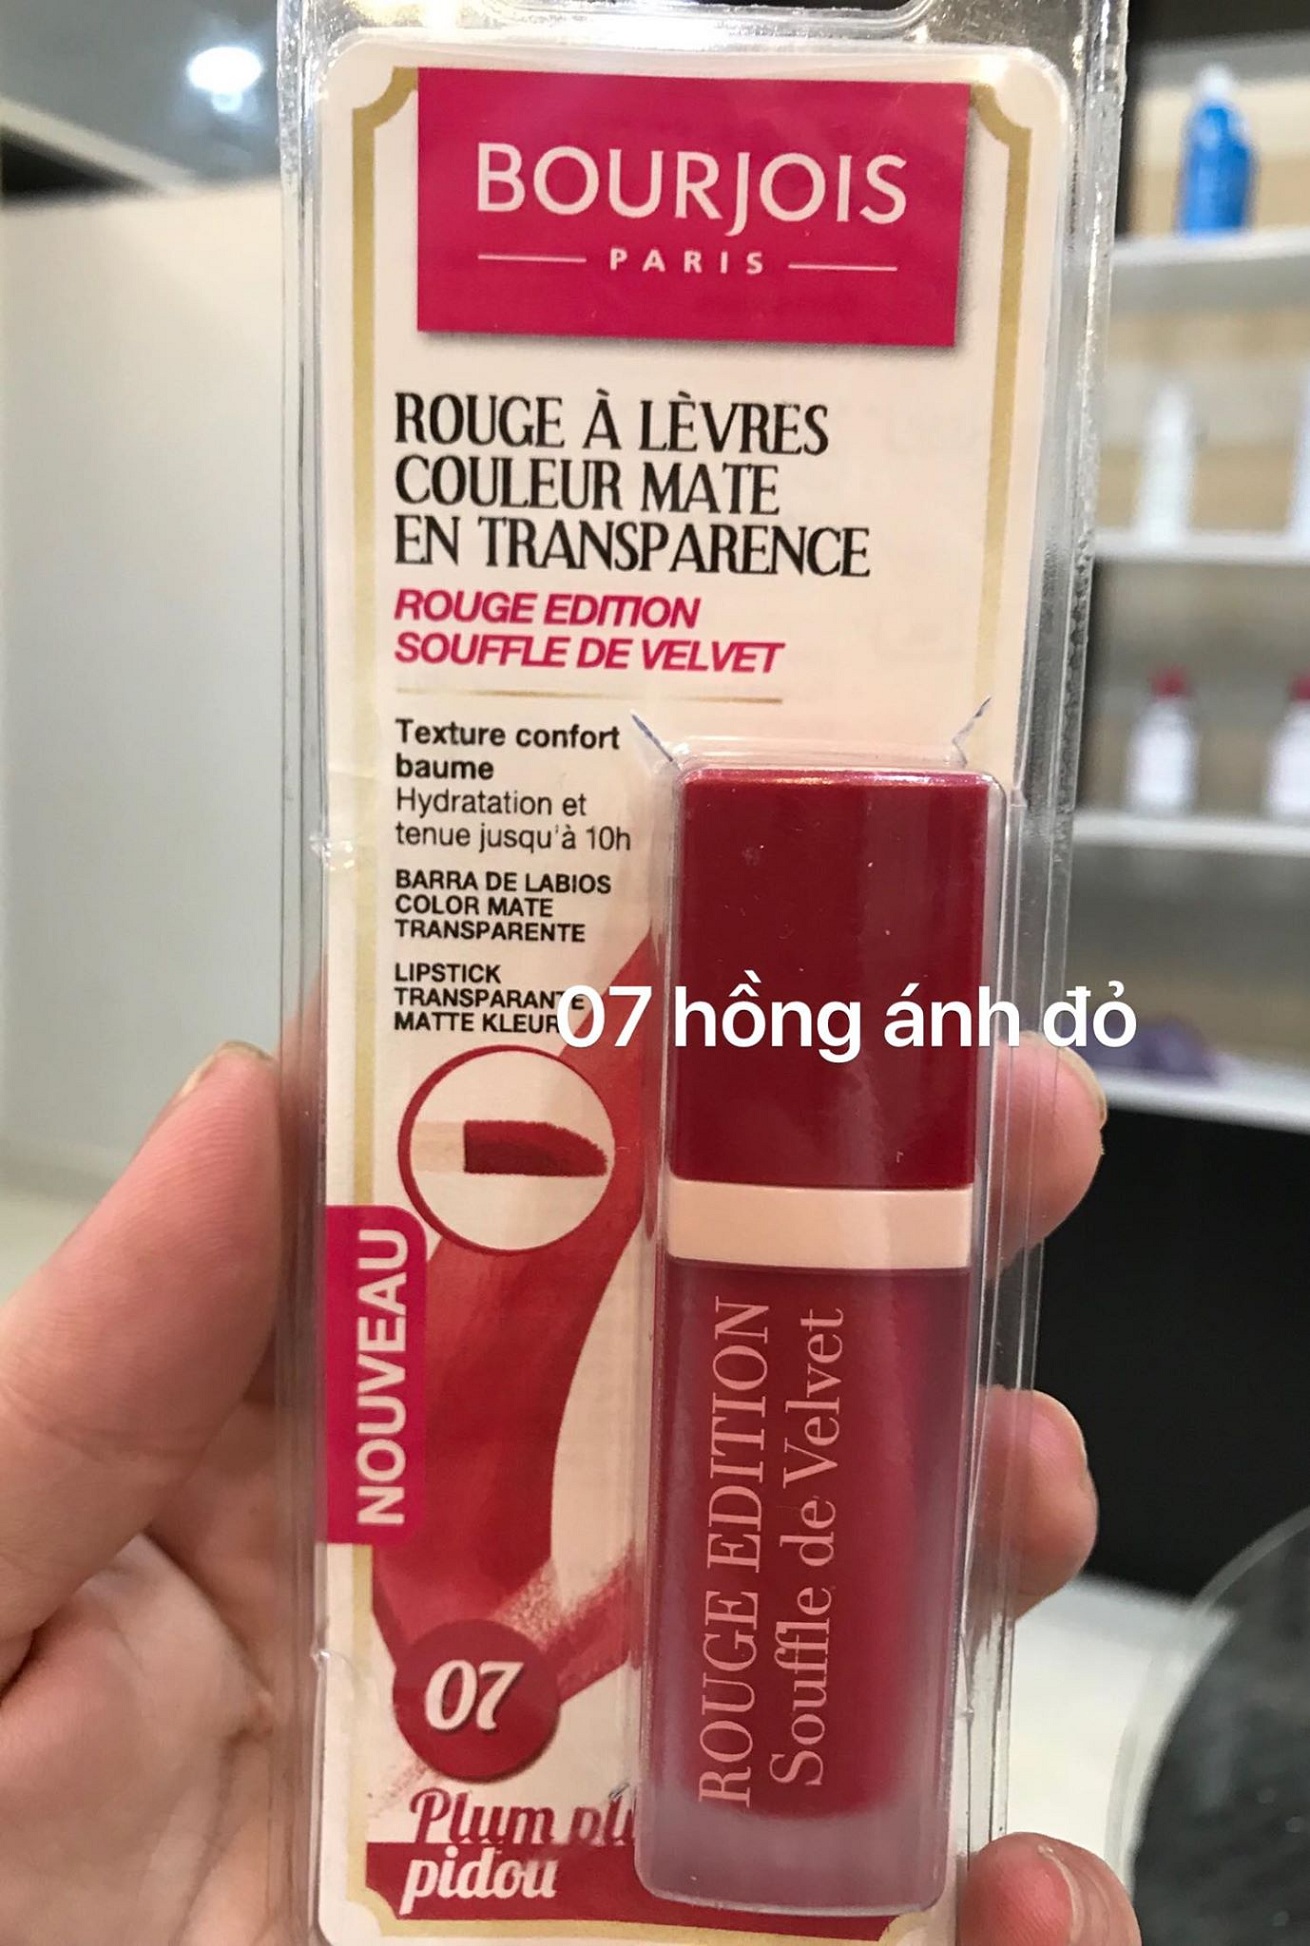 BOURJOIS
PARIS
ROUGE À LÈVRES
COULEUR MATE
EN TRANSPARENCE
ROUGE EDITION
SOUFFLE DE VELVET
Texture confort
baume
Hydratation et
tenue jusqu'à 10h
BARRA DE LABIOS
COLOR MATE
TRANSPARENTE
LIPSTICK
TRANSPARANTE
MATTE KLEUR
07 hồng ánh đỏ
NOUVEAU
ROUGE EDITION
Souffle de Velvet
07
Plum
pidou